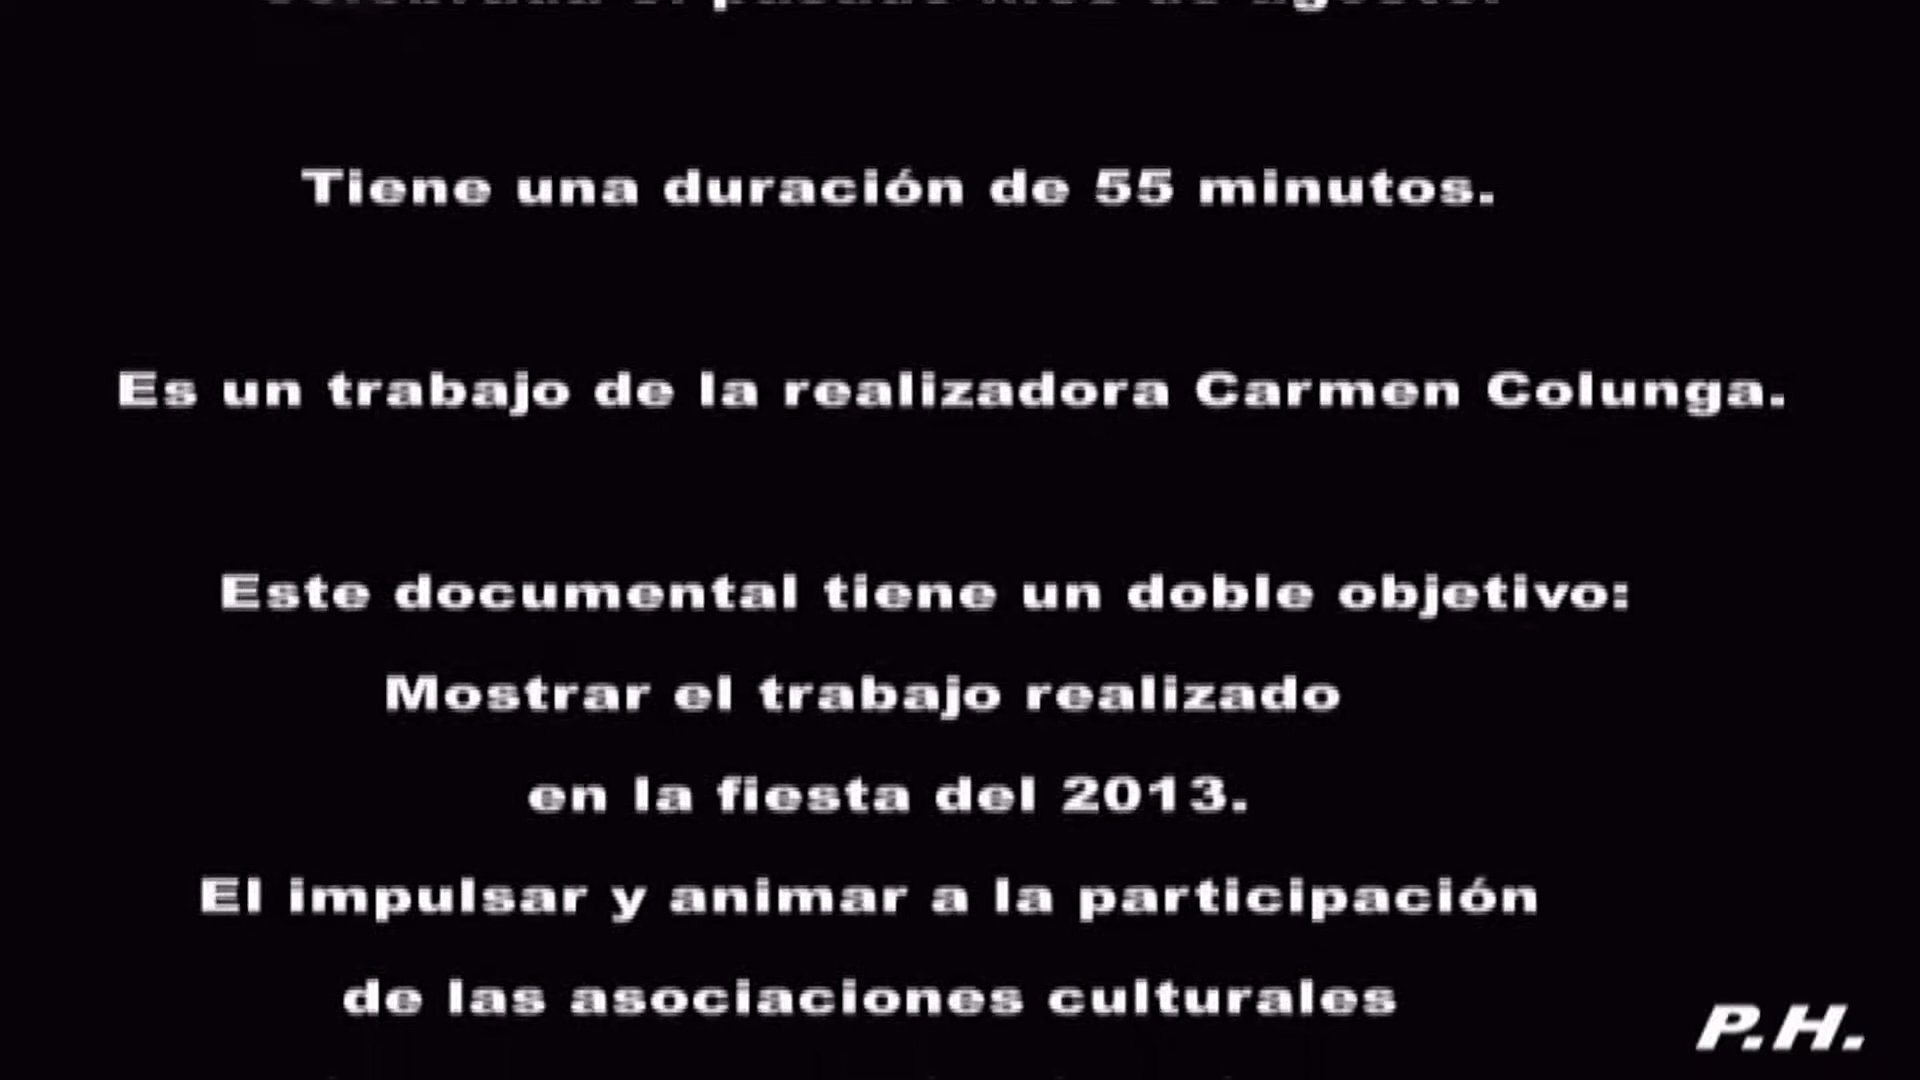 Tiene una duración de 55 minutos.
Es un trabajo de la realizadora Carmen Colunga.
Este documental tiene un doble objetivo:
Mostrar el trabajo realizado
en la fiesta del 2013.
El impulsar y animar a la participación
de las asociaciones culturales
P.H.